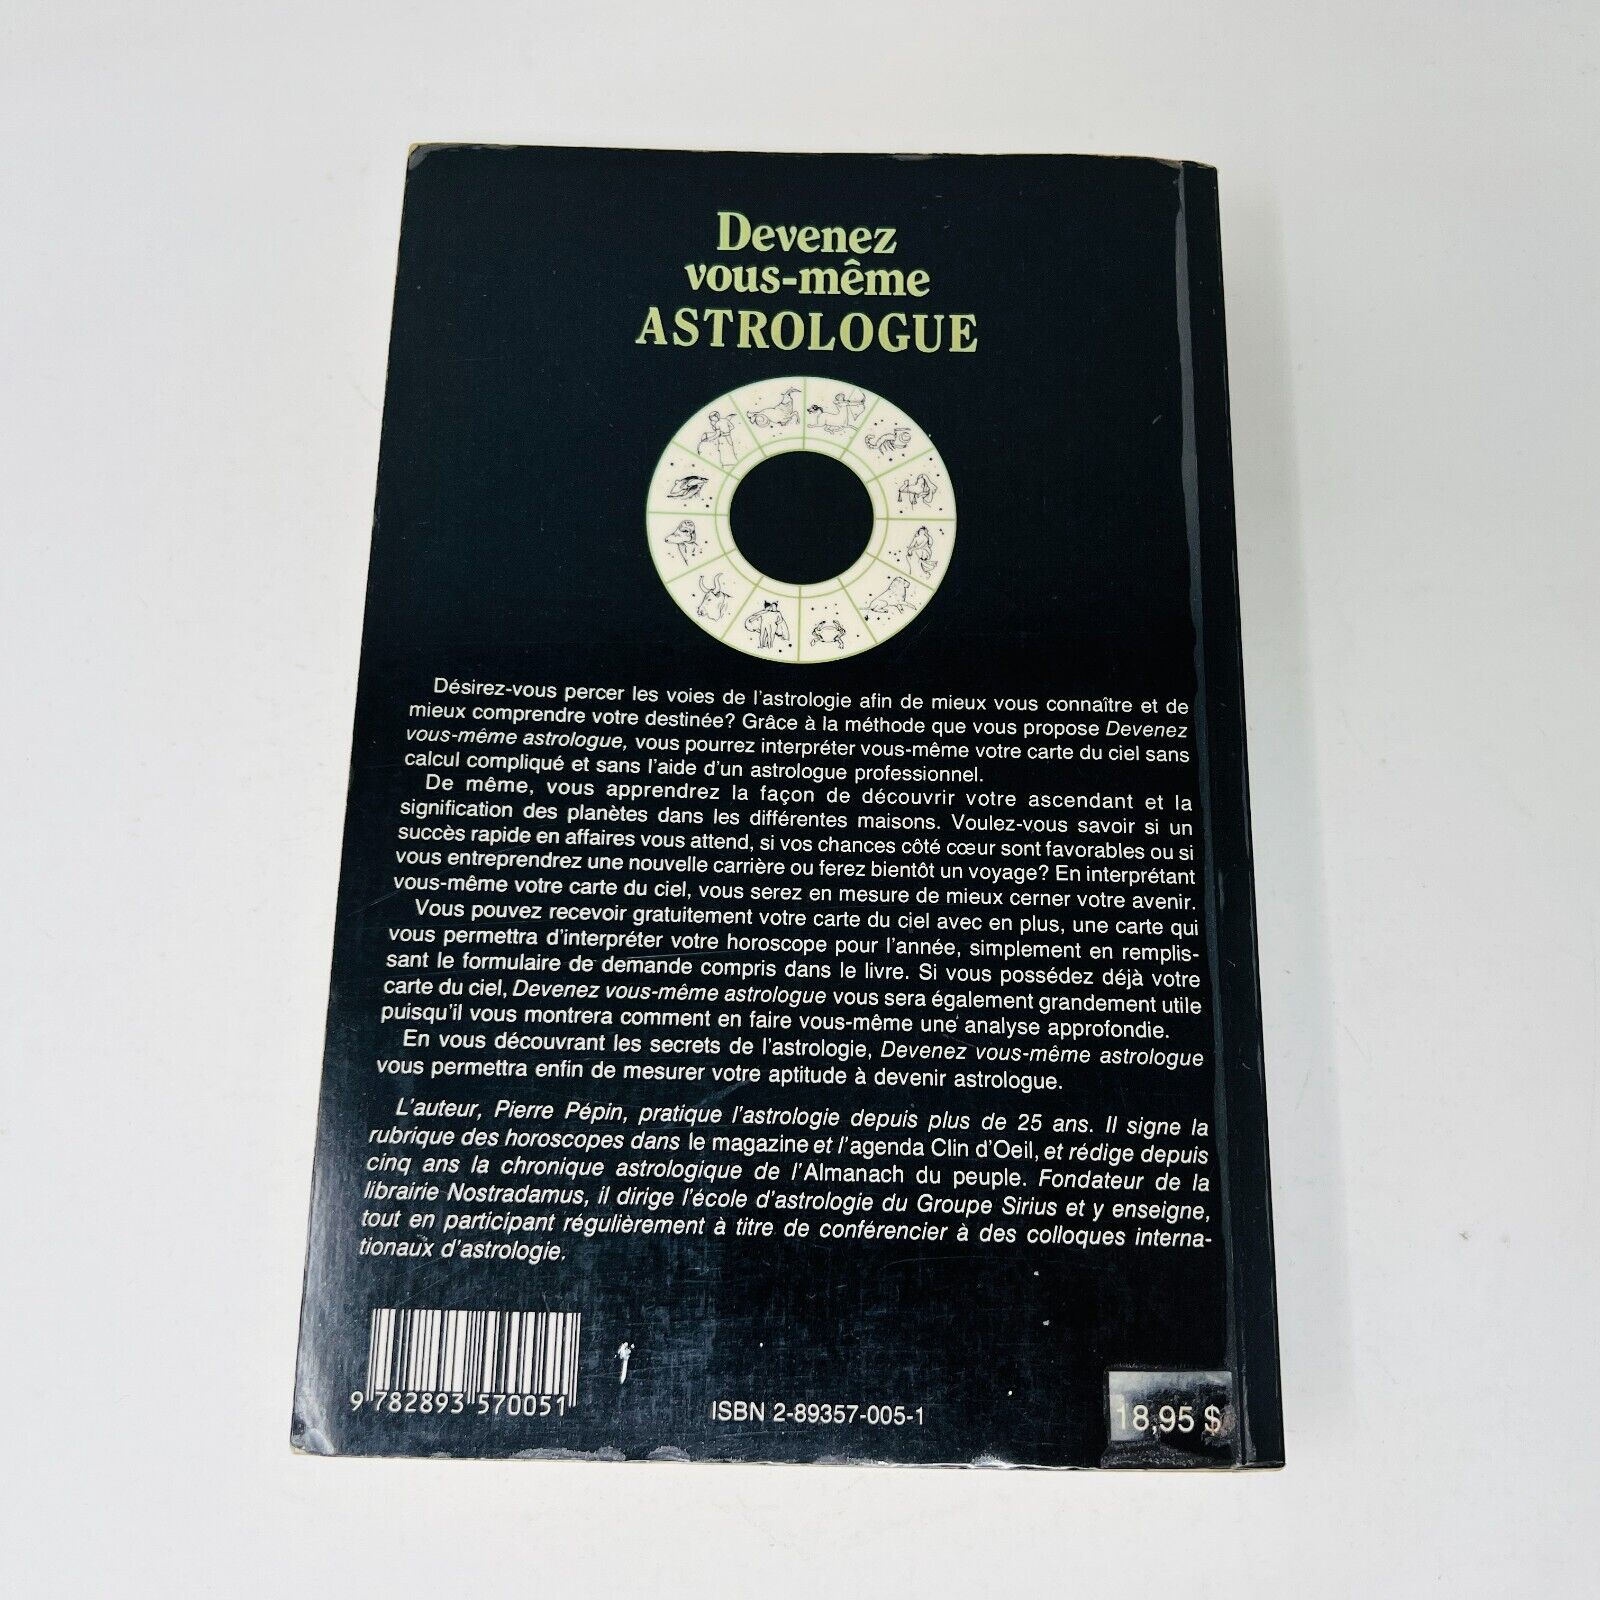 Devenez
vous-même
ASTROLOGUE
Désirez-vous percer les voies de l'astrologie afin de mieux vous connaître et de
mieux comprendre votre destinée? Grâce à la méthode que vous propose Devenez
vous-même astrologue, vous pourrez interpréter vous-même votre carte du ciel sans
calcul compliqué et sans l'aide d'un astrologue professionnel.
De même, vous apprendrez la façon de découvrir votre ascendant et la
signification des planètes dans les différentes maisons. Voulez-vous savoir si un
succès rapide en affaires vous attend, si vos chances côté cœur sont favorables ou si
vous entreprendrez une nouvelle carrière ou ferez bientôt un voyage? En interprétant
vous-même votre carte du ciel, vous serez en mesure de mieux cerner votre avenir.
Vous pouvez recevoir gratuitement votre carte du ciel avec en plus, une carte qui
vous permettra d'interpréter votre horoscope pour l'année, simplement en remplis-
sant le formulaire de demande compris dans le livre. Si vous possédez déjà votre
carte du ciel, Devenez vous-même astrologue vous sera également grandement utile
puisqu'il vous montrera comment en faire vous-même une analyse approfondie.
En vous découvrant les secrets de l'astrologie, Devenez vous-même astrologue
vous permettra enfin de mesurer votre aptitude à devenir astrologue.
L'auteur, Pierre Pépin, pratique l'astrologie depuis plus de 25 ans. Il signe la
rubrique des horoscopes dans le magazine et l'agenda Clin d'Oeil, et rédige depuis
cinq ans la chronique astrologique de l'Almanach du peuple. Fondateur de la
librairie Nostradamus, il dirige l'école d'astrologie du Groupe Sirius et y enseigne,
tout en participant régulièrement à titre de conférencier à des colloques interna-
tionaux d'astrologie.
9 782893 570051
ISBN 2-89357-005-1
18,95 $